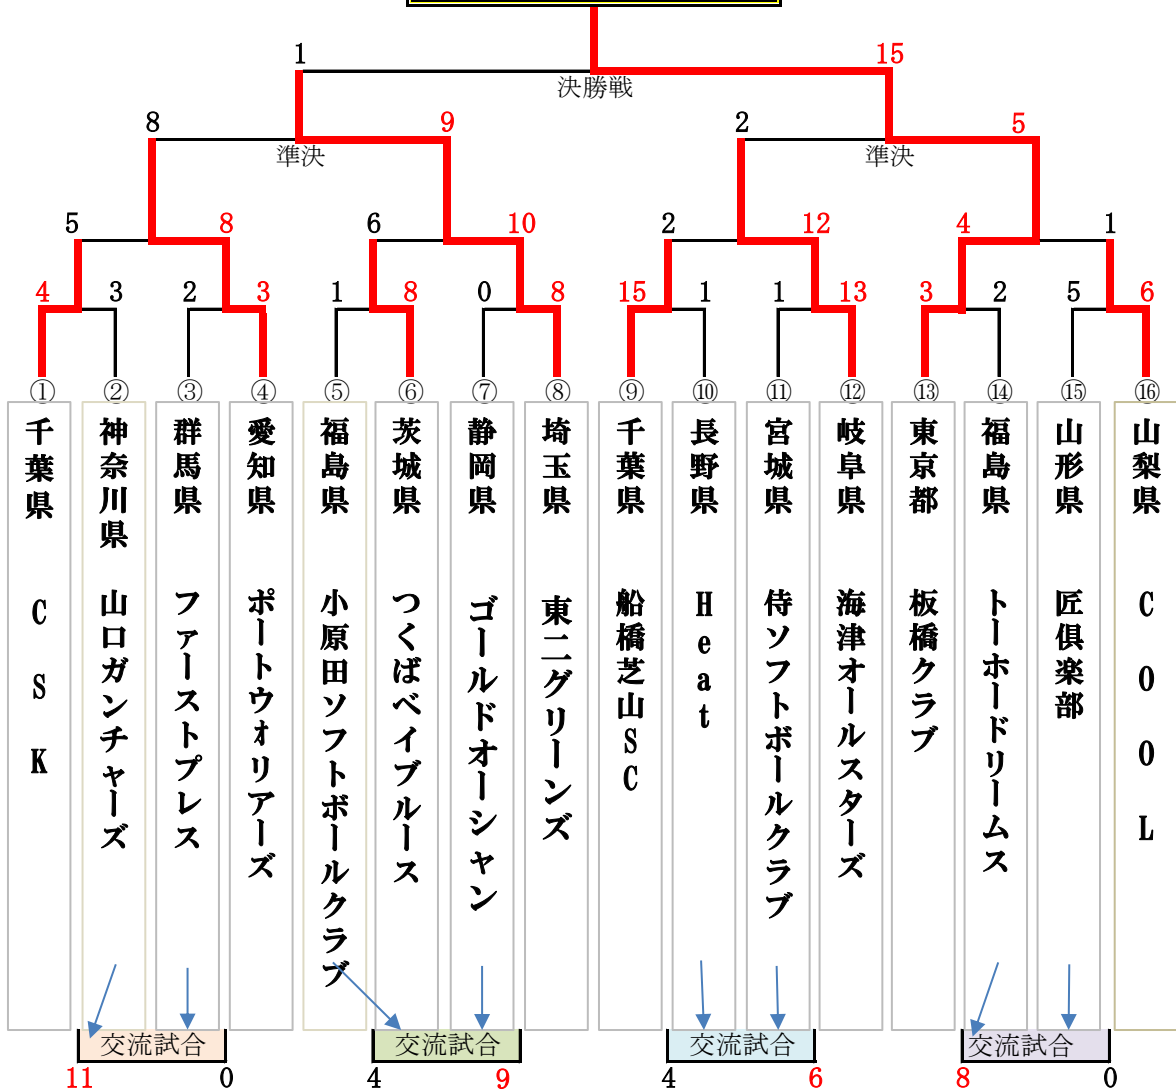 1 15
決勝戦
8 9 2 5
準決 準決
5 8 6 10 2 12 4 1
4 3 2 3 1 8 0 8 15 1 1 13 3 2 5 6
① ② ③ ④ ⑤ ⑥ ⑦ ⑧ ⑨ ⑩ ⑪ ⑫ ⑬ ⑭ ⑮ ⑯
千葉県 CSK
神奈川県 山口ガンチャーズ
群馬県 ファーストプレス
愛知県 ポートウォリアーズ
福島県 小原田ソフトボールクラブ
茨城県 つくばベイブルース
静岡県 ゴールドオーシャン
埼玉県 東二グリーンズ
千葉県 船橋芝山SC
長野県 Heat
宮城県 侍ソフトボールクラブ
岐阜県 海津オールスターズ
東京都 板橋クラブ
福島県 トーホードリームス
山形県 匠倶楽部
山梨県 COOL
交流試合 交流試合 交流試合 交流試合
11 0 4 9 4 6 8 0